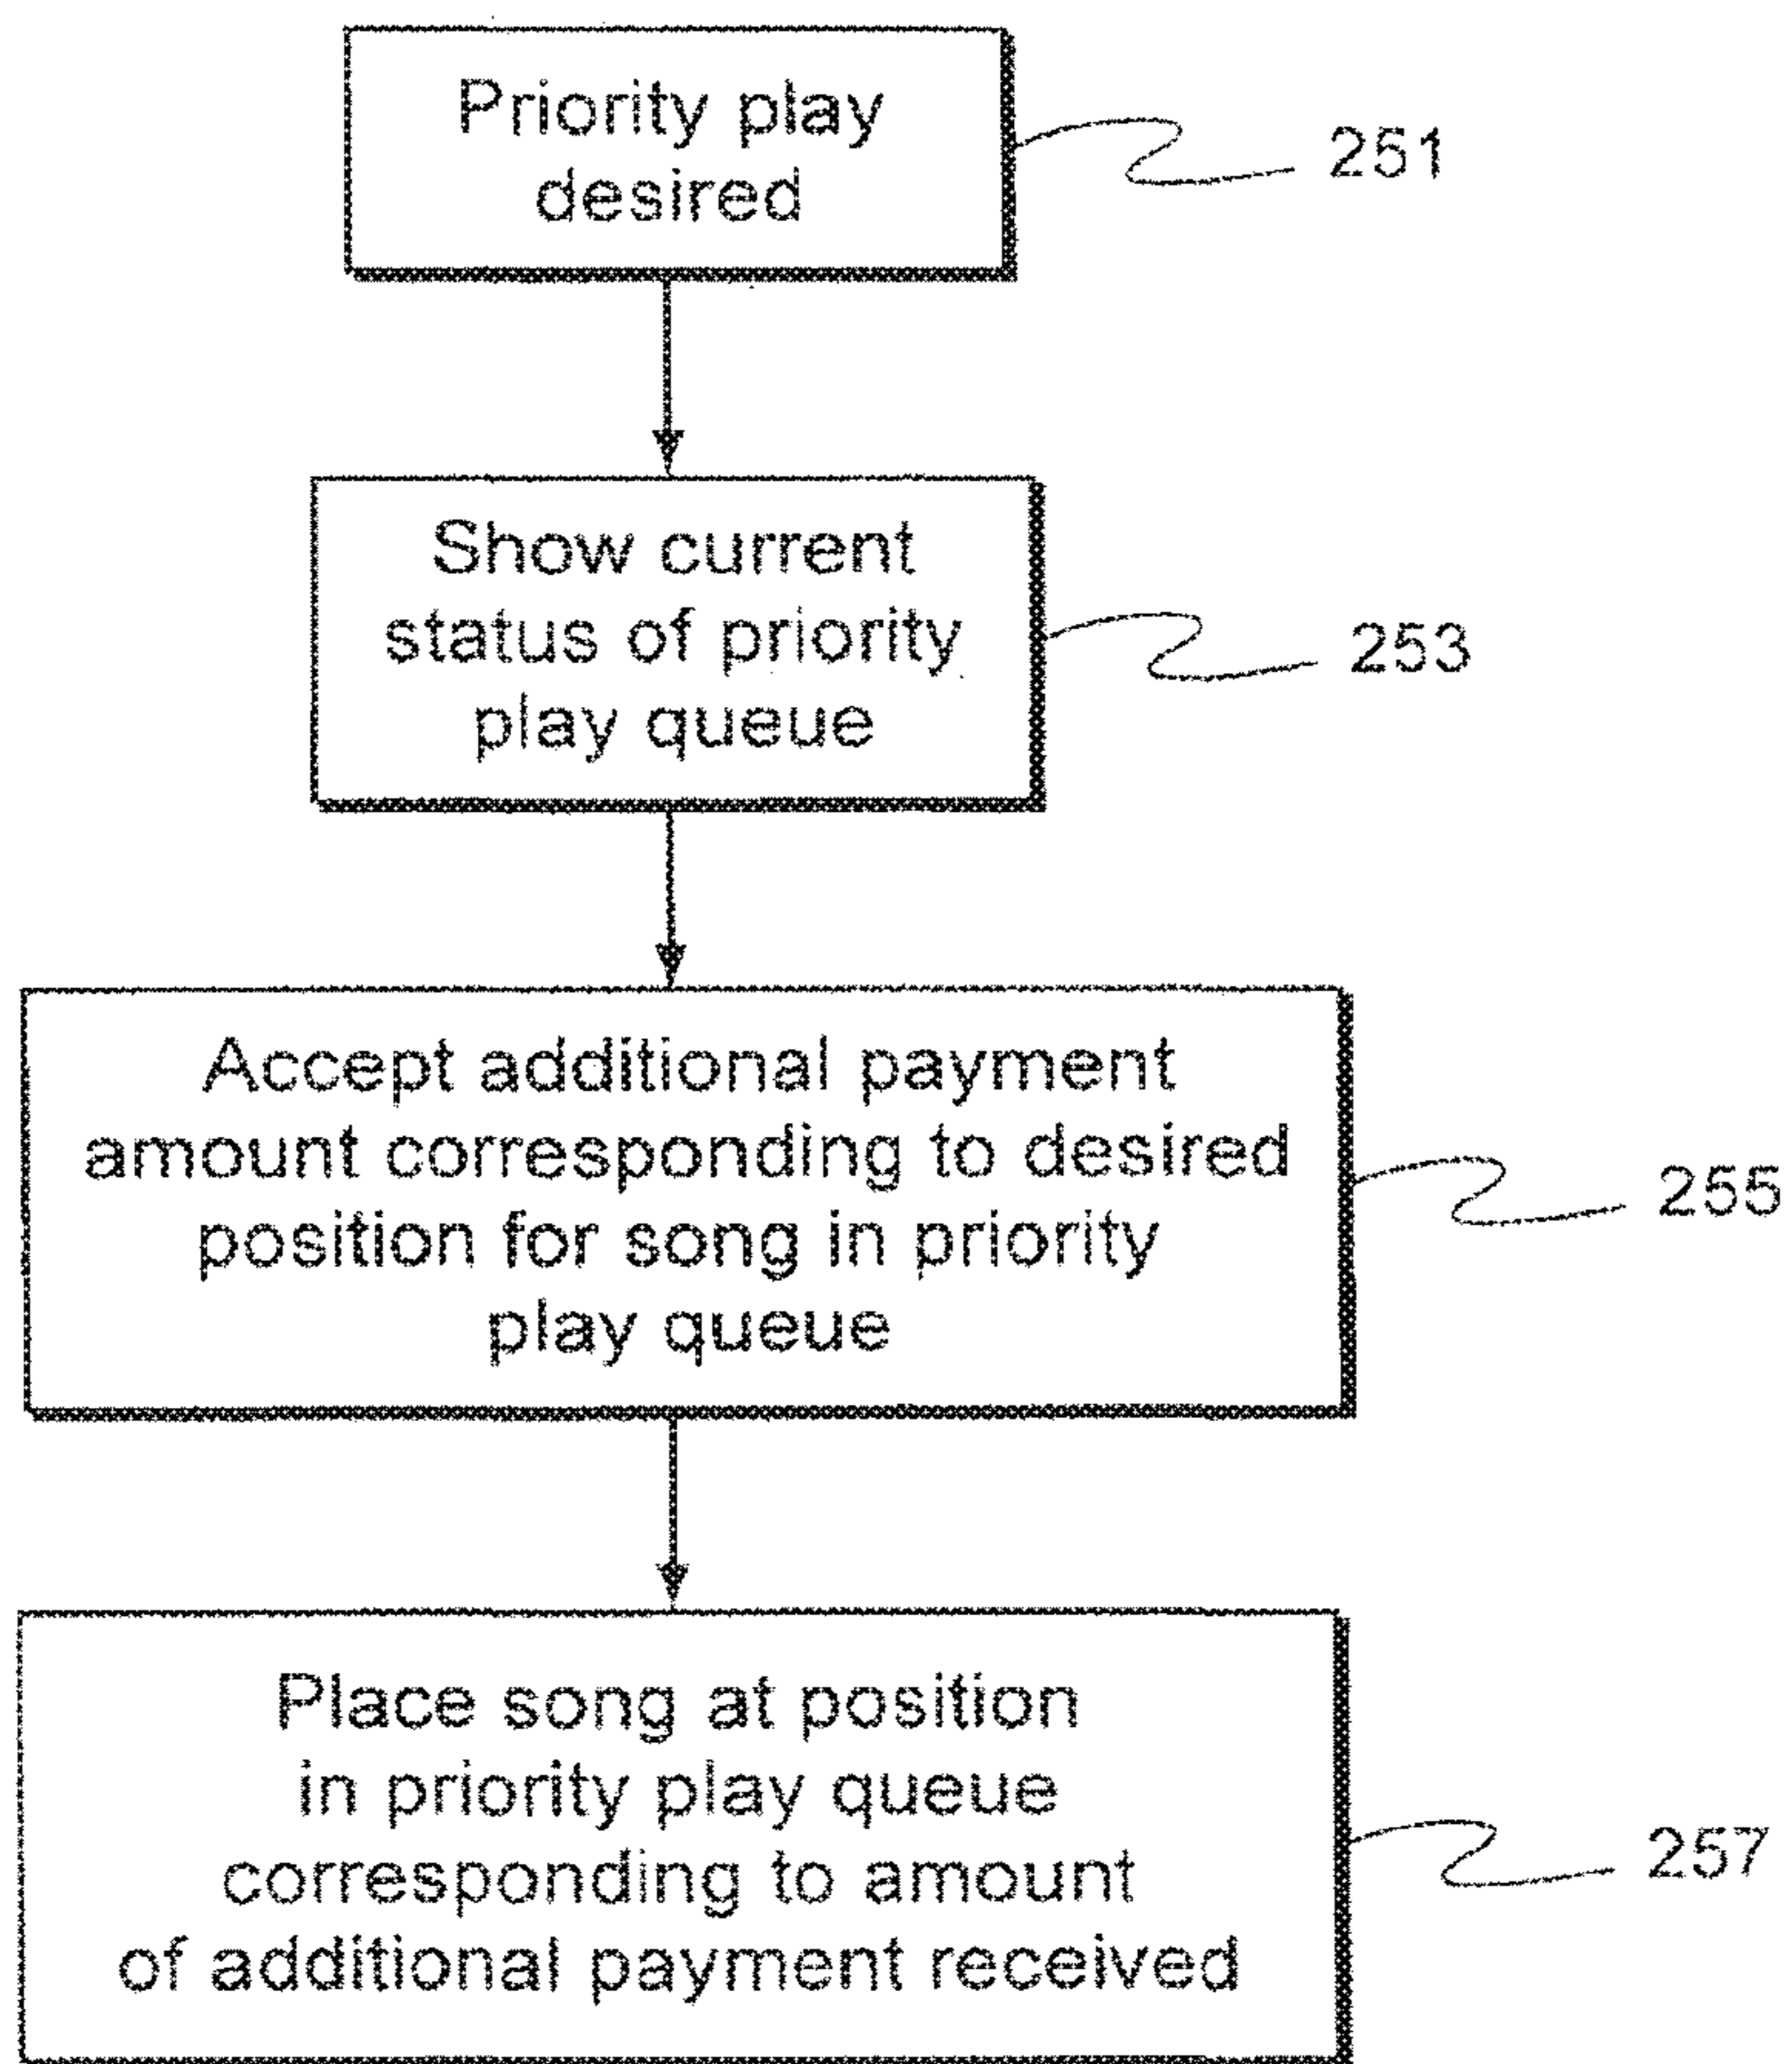 Priority play
desired
251
Show current
status of priority
play queue
253
Accept additional payment
amount corresponding to desired
position for song in priority
play queue
255
Place song at position
in priority play queue
corresponding to amount
of additional payment received
257